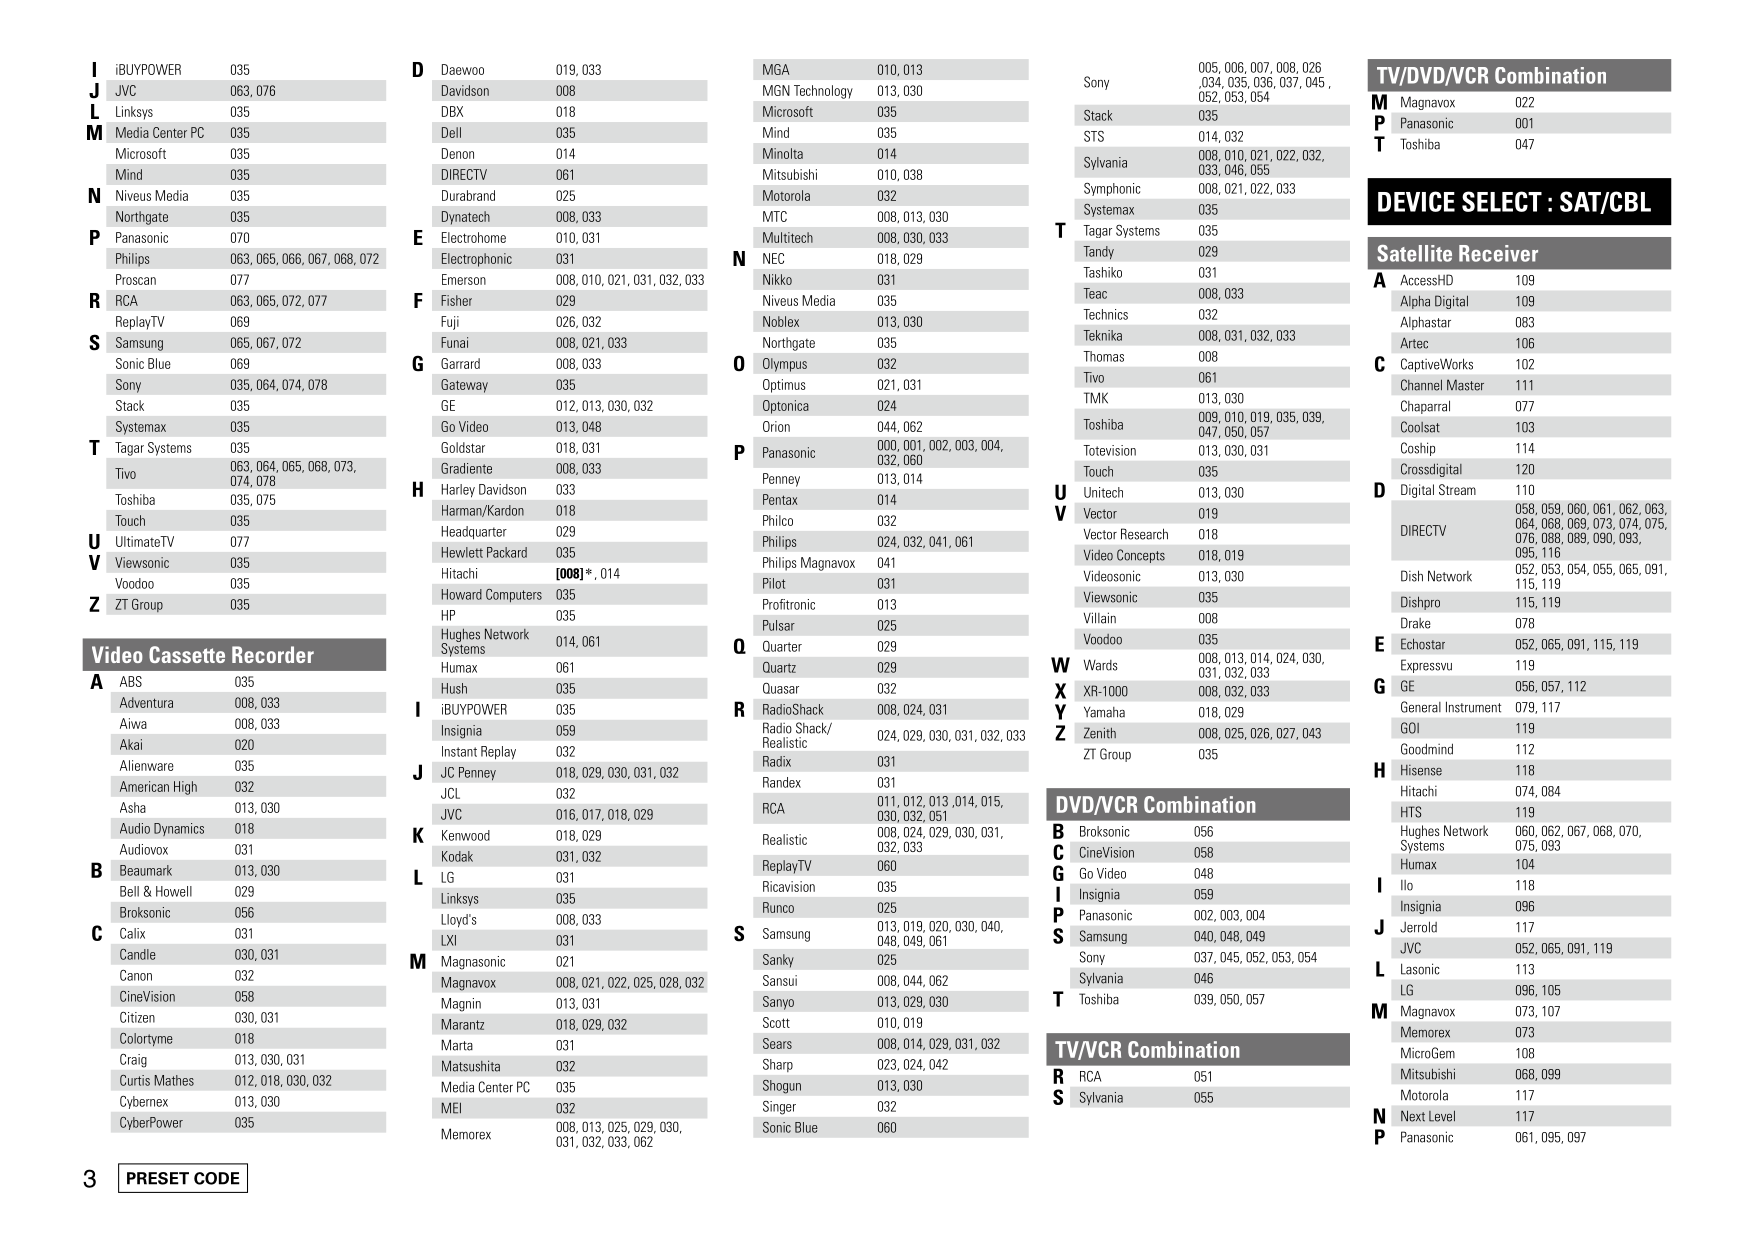 I iBUYPOWER 035
J JVC 063, 076
L Linksys 035
M Media Center PC 035
Microsoft 035
Mind 035
N Niveus Media 035
Northgate 035
P Panasonic 070
Philips 063, 065, 066, 067, 068, 072
Proscan 077
R RCA 063, 065, 072, 077
ReplayTV 069
S Samsung 065, 067, 072
Sonic Blue 069
Sony 035, 064, 074, 078
Stack 035
Systemax 035
T Tagar Systems 035
Tivo 063, 064, 065, 068, 073,
074, 078
Toshiba 035, 075
Touch 035
U UltimateTV 077
V Viewsonic 035
Voodoo 035
Z ZT Group 035
Video Cassette Recorder
A ABS 035
Adventura 008, 033
Aiwa 008, 033
Akai 020
Alienware 035
American High 032
Asha 013, 030
Audio Dynamics 018
Audiovox 031
B Beaumark 013, 030
Bell & Howell 029
Broksonic 056
C Calix 031
Candle 030, 031
Canon 032
CineVision 058
Citizen 030, 031
Colortyme 018
Craig 013, 030, 031
Curtis Mathes 012, 018, 030, 032
Cybernex 013, 030
CyberPower 035
D Daewoo 019, 033
Davidson 008
DBX 018
Dell 035
Denon 014
DIRECTV 061
Durabrand 025
Dynatech 008, 033
E Electrohome 010, 031
Electrophonic 031
Emerson 008, 010, 021, 031, 032, 033
F Fisher 029
Fuji 026, 032
Funai 008, 021, 033
G Garrard 008, 033
Gateway 035
GE 012, 013, 030, 032
Go Video 013, 048
Goldstar 018, 031
Gradiente 008, 033
H Harley Davidson 033
Harman/Kardon 018
Headquarter 029
Hewlett Packard 035
Hitachi [008]*, 014
Howard Computers 035
HP 035
Hughes Network
Systems 014, 061
Humax 061
Hush 035
I iBUYPOWER 035
Insignia 059
Instant Replay 032
J JC Penney 018, 029, 030, 031, 032
JCL 032
JVC 016, 017, 018, 029
K Kenwood 018, 029
Kodak 031, 032
L LG 031
Linksys 035
Lloyd's 008, 033
LXI 031
M Magnasonic 021
Magnavox 008, 021, 022, 025, 028, 032
Magnin 013, 031
Marantz 018, 029, 032
Marta 031
Matsushita 032
Media Center PC 035
MEI 032
Memorex 008, 013, 025, 029, 030,
031, 032, 033, 062
MGA 010, 013
MGN Technology 013, 030
Microsoft 035
Mind 035
Minolta 014
Mitsubishi 010, 038
Motorola 032
MTC 008, 013, 030
Multitech 008, 030, 033
N NEC 018, 029
Nikko 031
Niveus Media 035
Noblex 013, 030
Northgate 035
O Olympus 032
Optimus 021, 031
Optonica 024
Orion 044, 062
P Panasonic 000, 001, 002, 003, 004,
032, 060
Penney 013, 014
Pentax 014
Philco 032
Philips 024, 032, 041, 061
Philips Magnavox 041
Pilot 031
Profitronic 013
Pulsar 025
Q Quarter 029
Quartz 029
Quasar 032
R RadioShack 008, 024, 031
Radio Shack/
Realistic 024, 029, 030, 031, 032, 033
Radix 031
Randex 031
RCA 011, 012, 013 ,014, 015,
030, 032, 051
Realistic 008, 024, 029, 030, 031,
032, 033
ReplayTV 060
Ricavision 035
Runco 025
S Samsung 013, 019, 020, 030, 040,
048, 049, 061
Sanky 025
Sansui 008, 044, 062
Sanyo 013, 029, 030
Scott 010, 019
Sears 008, 014, 029, 031, 032
Sharp 023, 024, 042
Shogun 013, 030
Singer 032
Sonic Blue 060
Sony 005, 006, 007, 008, 026
,034, 035, 036, 037, 045 ,
052, 053, 054
Stack 035
STS 014, 032
Sylvania 008, 010, 021, 022, 032,
033, 046, 055
Symphonic 008, 021, 022, 033
Systemax 035
T Tagar Systems 035
Tandy 029
Tashiko 031
Teac 008, 033
Technics 032
Teknika 008, 031, 032, 033
Thomas 008
Tivo 061
TMK 013, 030
Toshiba 009, 010, 019, 035, 039,
047, 050, 057
Totevision 013, 030, 031
Touch 035
U Unitech 013, 030
V Vector 019
Vector Research 018
Video Concepts 018, 019
Videosonic 013, 030
Viewsonic 035
Villain 008
Voodoo 035
W Wards 008, 013, 014, 024, 030,
031, 032, 033
X XR-1000 008, 032, 033
Y Yamaha 018, 029
Z Zenith 008, 025, 026, 027, 043
ZT Group 035
DVD/VCR Combination
B Broksonic 056
C CineVision 058
G Go Video 048
I Insignia 059
P Panasonic 002, 003, 004
S Samsung 040, 048, 049
Sony 037, 045, 052, 053, 054
Sylvania 046
T Toshiba 039, 050, 057
TV/VCR Combination
R RCA 051
S Sylvania 055
TV/DVD/VCR Combination
M Magnavox 022
P Panasonic 001
T Toshiba 047
DEVICE SELECT : SAT/CBL
Satellite Receiver
A AccessHD 109
Alpha Digital 109
Alphastar 083
Artec 106
C CaptiveWorks 102
Channel Master 111
Chaparral 077
Coolsat 103
Coship 114
Crossdigital 120
D Digital Stream 110
DIRECTV 058, 059, 060, 061, 062, 063,
064, 068, 069, 073, 074, 075,
076, 088, 089, 090, 093,
095, 116
Dish Network 052, 053, 054, 055, 065, 091,
115, 119
Dishpro 115, 119
Drake 078
E Echostar 052, 065, 091, 115, 119
Expressvu 119
G GE 056, 057, 112
General Instrument 079, 117
GOI 119
Goodmind 112
H Hisense 118
Hitachi 074, 084
HTS 119
Hughes Network 060, 062, 067, 068, 070,
Systems 075, 093
Humax 104
I Ilo 118
Insignia 096
J Jerrold 117
JVC 052, 065, 091, 119
L Lasonic 113
LG 096, 105
M Magnavox 073, 107
Memorex 073
MicroGem 108
Mitsubishi 068, 099
Motorola 117
N Next Level 117
P Panasonic 061, 095, 097
3 PRESET CODE